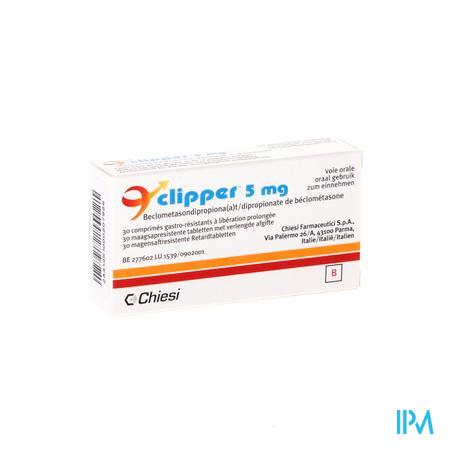 clipper™ 5 mg
Beclometasondipropiona(a)t/dipropionate de béclométasone
voie orale
oraal gebruik
zum einnehmen
30 comprimés gastro-résistants à libération prolongée
30 maagsapresistente tabletten met verlengde afgifte
30 magensaftresistente Retardtabletten
Chiesi Farmaceutici S.p.A.,
Via Palermo 26/A, 43100 Parma,
Italie/Italië/Italien
BE 277602 LU 1539/0902001
B
Chiesi
IPM